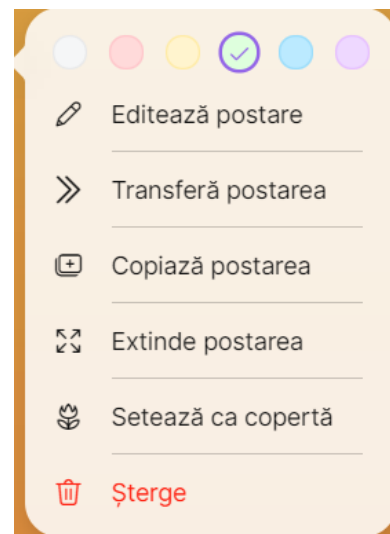 Editează postare
Transferă postarea
Copiază postarea
Extinde postarea
Setează ca copertă
Șterge